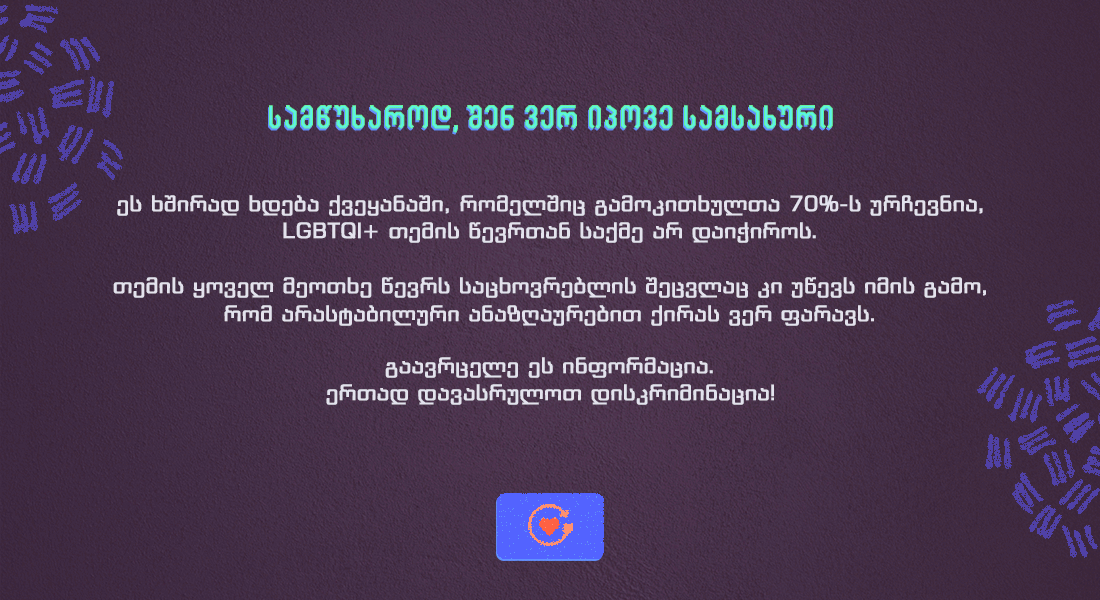 სამწუხაროდ, შენ ვერ იპოვე სამსახური
ეს ხშირად ხდება ქვეყანაში, რომელშიც გამოკითხულთა 70%-ს ურჩევნია,
LGBTQI+ თემის წევრთან საქმე არ დაიჭიროს.
თემის ყოველ მეოთხე წევრს საცხოვრებლის შეცვლაც კი უწევს იმის გამო,
რომ არასტაბილური ანაზღაურებით ქირას ვერ ფარავს.
გაავრცელე ეს ინფორმაცია.
ერთად დავასრულოთ დისკრიმინაცია!